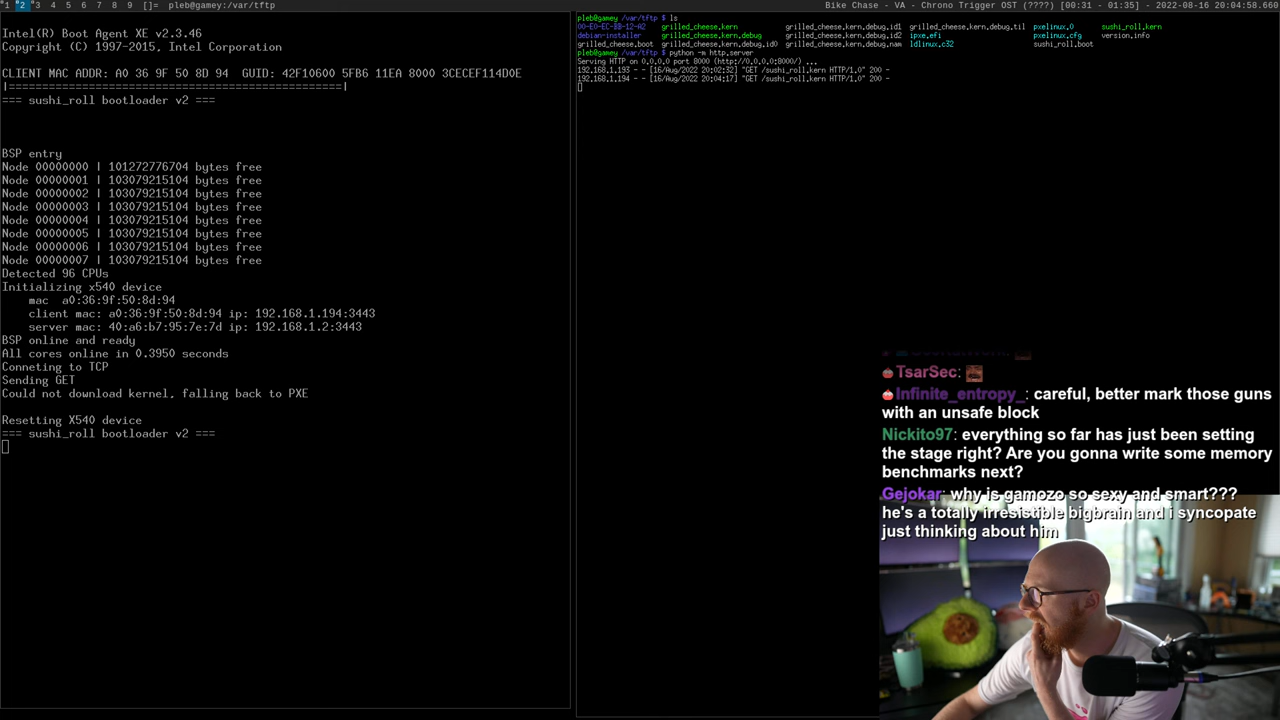 1 2 3 4 5 6 7 8 9 []= pleb@gamey:/var/tftp
Bike Chase - VA - Chrono Trigger OST (????) [00:31 - 01:35] - 2022-08-16 20:04:58.660
Intel(R) Boot Agent XE v2.3.46
Copyright (C) 1997-2015, Intel Corporation
CLIENT MAC ADDR: A0 36 9F 50 8D 94  GUID: 42F10600 5FB6 11EA 8000 3CECEF114D0E
|==================================================|
=== sushi_roll bootloader v2 ===
BSP entry
Node 00000000 | 101272776704 bytes free
Node 00000001 | 103079215104 bytes free
Node 00000002 | 103079215104 bytes free
Node 00000003 | 103079215104 bytes free
Node 00000004 | 103079215104 bytes free
Node 00000005 | 103079215104 bytes free
Node 00000006 | 103079215104 bytes free
Node 00000007 | 103079215104 bytes free
Detected 96 CPUs
Initializing x540 device
mac  a0:36:9f:50:8d:94
client mac: a0:36:9f:50:8d:94 ip: 192.168.1.194:3443
server mac: 40:a6:b7:95:7e:7d ip: 192.168.1.2:3443
BSP online and ready
All cores online in 0.3950 seconds
Conneting to TCP
Sending GET
Could not download kernel, falling back to PXE
Resetting X540 device
=== sushi_roll bootloader v2 ===
pleb@gamey /var/tftp $ ls
00-E0-EC-BB-12-A2 grilled_cheese.kern grilled_cheese.kern.debug.id1 grilled_cheese.kern.debug.til pxelinux.0 sushi_roll.kern
debian-installer grilled_cheese.kern.debug grilled_cheese.kern.debug.id2 ipxe.efi pxelinux.cfg version.info
grilled_cheese.boot grilled_cheese.kern.debug.id0 grilled_cheese.kern.debug.nam ldlinux.c32 sushi_roll.boot
pleb@gamey /var/tftp $ python -m http.server
Serving HTTP on 0.0.0.0 port 8000 (http://0.0.0.0:8000/) ...
192.168.1.193 - - [16/Aug/2022 20:02:32] "GET /sushi_roll.kern HTTP/1.0" 200 -
192.168.1.194 - - [16/Aug/2022 20:04:17] "GET /sushi_roll.kern HTTP/1.0" 200 -
TsarSec:
Infinite_entropy_: careful, better mark those guns
with an unsafe block
Nickito97: everything so far has just been setting
the stage right? Are you gonna write some memory
benchmarks next?
Gejokar: why is gamozo so sexy and smart???
he's a totally irresistible bigbrain and i syncopate
just thinking about him